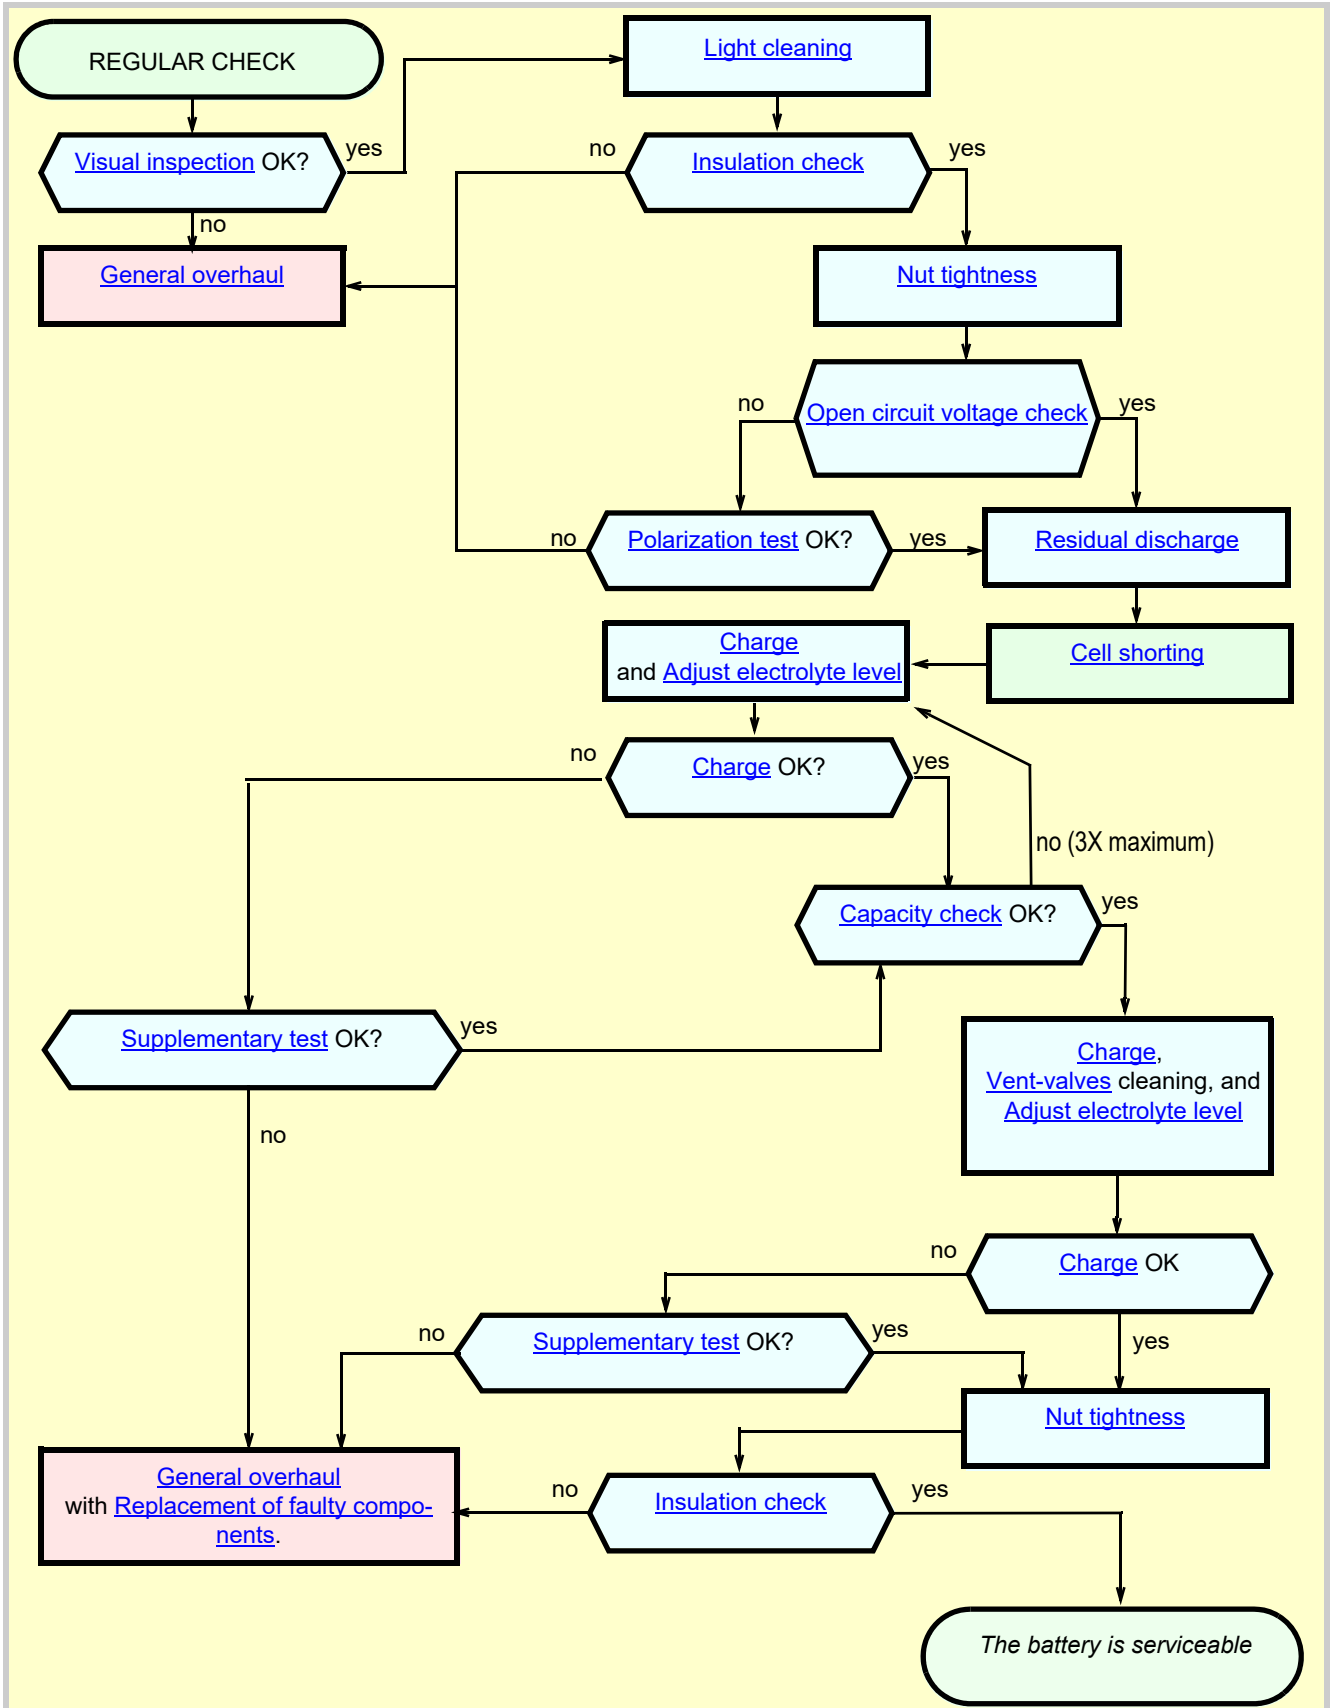 REGULAR CHECK
Light cleaning
Visual inspection OK?
yes
no
Insulation check
yes
no
General overhaul
Nut tightness
no
Open circuit voltage check
yes
no
Polarization test OK?
yes
Residual discharge
Charge
and Adjust electrolyte level
Cell shorting
no
Charge OK?
yes
no (3X maximum)
Capacity check OK?
yes
Supplementary test OK?
yes
Charge,
Vent-valves cleaning, and
Adjust electrolyte level
no
no
Charge OK
no
Supplementary test OK?
yes
yes
Nut tightness
General overhaul
with Replacement of faulty compo-
nents.
no
Insulation check
yes
The battery is serviceable